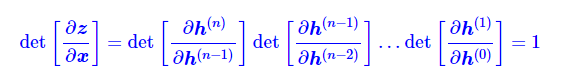 det [∂z/∂x] = det [∂h^(n)/∂h^(n−1)] det [∂h^(n−1)/∂h^(n−2)] … det [∂h^(1)/∂h^(0)] = 1